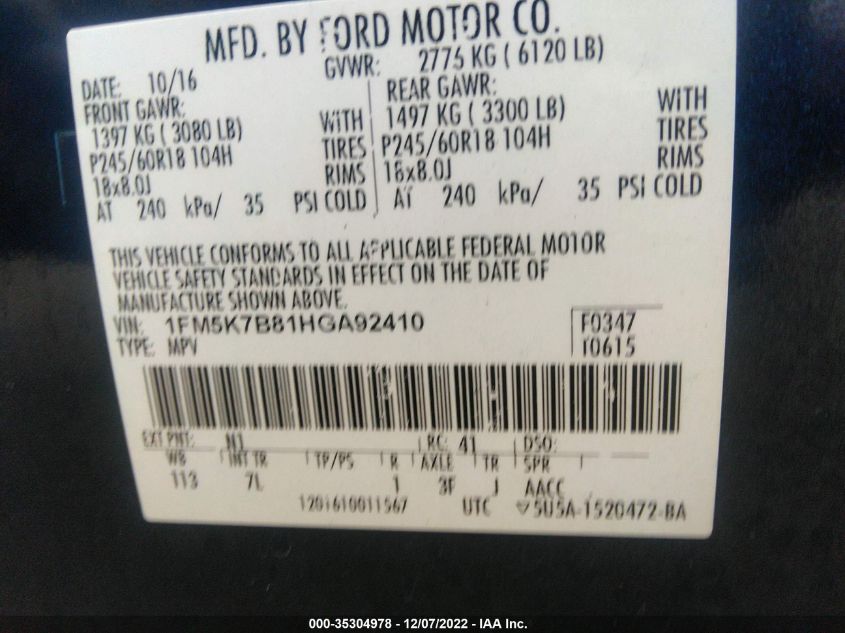 MFD. BY FORD MOTOR CO.
DATE: 10/16 GVWR: 2775 KG ( 6120 LB)
FRONT GAWR: REAR GAWR:
1397 KG ( 3080 LB) WITH 1497 KG ( 3300 LB) WITH
P245/60R18 104H TIRES P245/60R18 104H TIRES
18x8.0J RIMS 18x8.0J RIMS
AT 240 kPa/ 35 PSI COLD AT 240 kPa/ 35 PSI COLD
THIS VEHICLE CONFORMS TO ALL APPLICABLE FEDERAL MOTOR
VEHICLE SAFETY STANDARDS IN EFFECT ON THE DATE OF
MANUFACTURE SHOWN ABOVE.
VIN: 1FM5K7B81HGA92410 F0347
TYPE: MPV T0615
EXT PNT: N1 RC: 41 DSO:
WB INT TR TP/PS R AXLE TR SPR
113 7L 1 3F J AACC
1201610011567 UTC ▽5U5A-1520472-BA
000-35304978 - 12/07/2022 - IAA Inc.